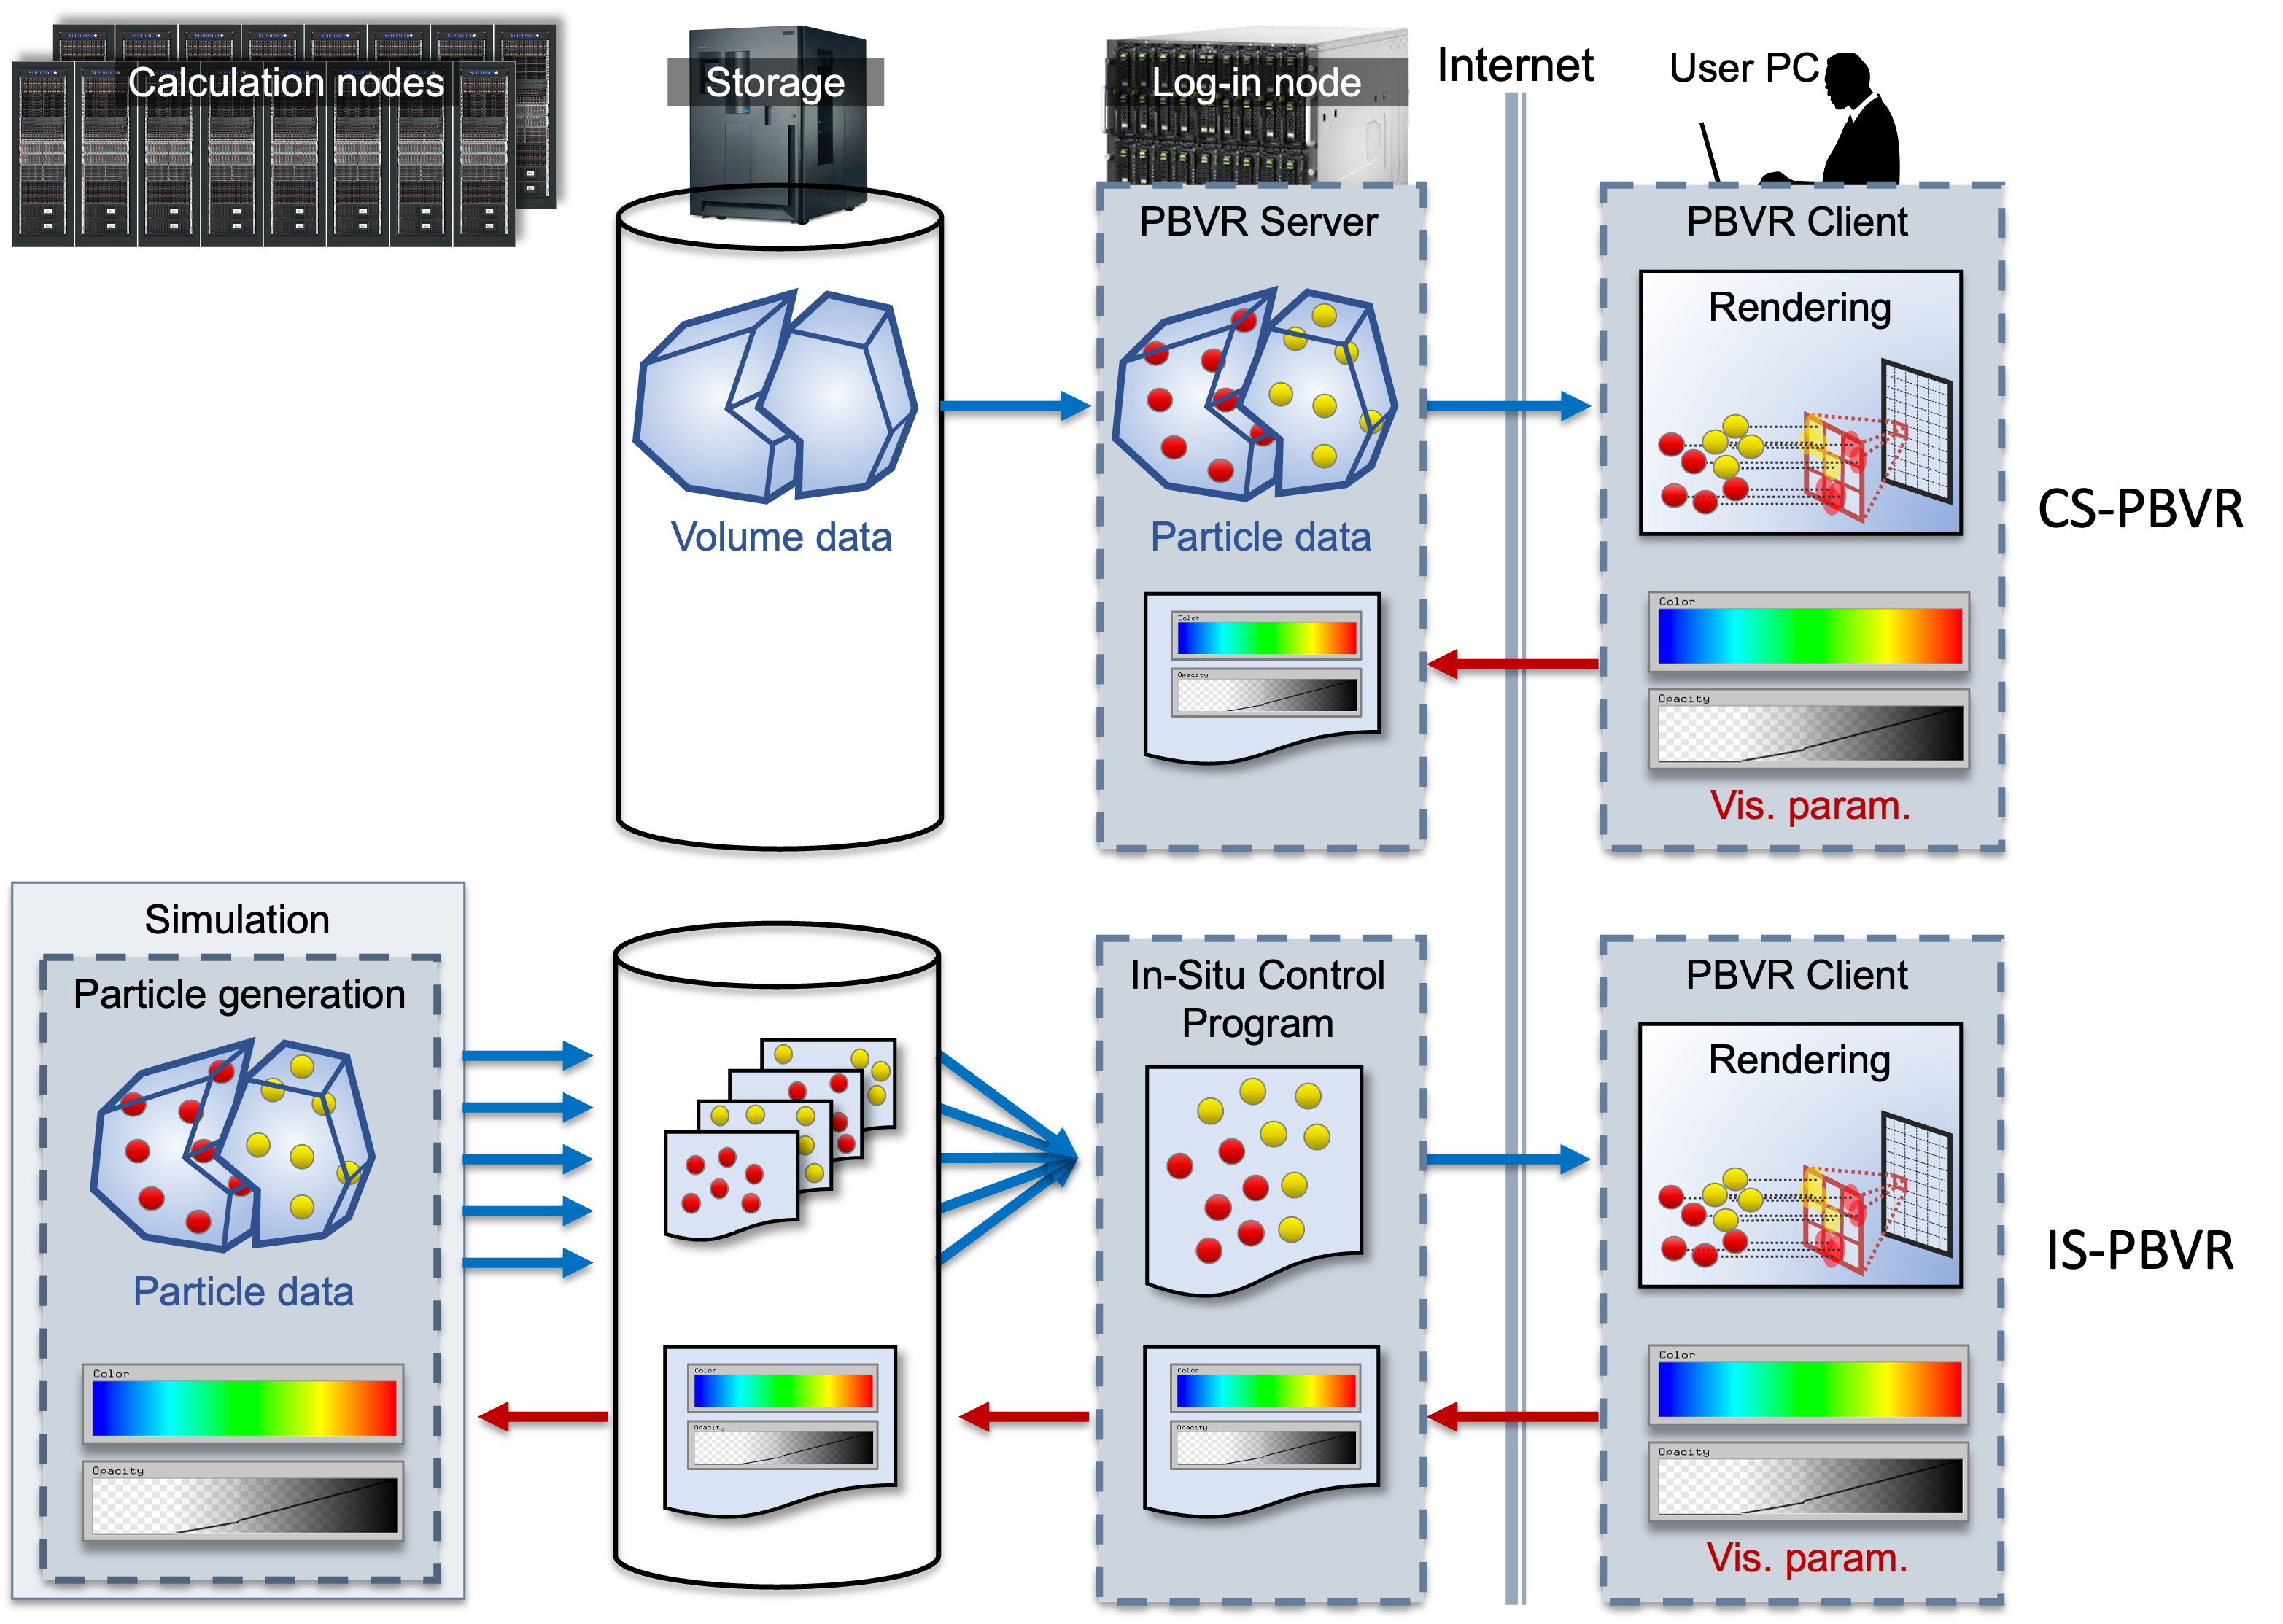 Calculation nodes
Storage
Log-in node
Internet
User PC
PBVR Server
PBVR Client
Rendering
Volume data
Particle data
CS-PBVR
Color
Opacity
Color
Opacity
Vis. param.
Simulation
Particle generation
Particle data
Color
Opacity
Color
Opacity
In-Situ Control
Program
Color
Opacity
PBVR Client
Rendering
IS-PBVR
Color
Opacity
Vis. param.